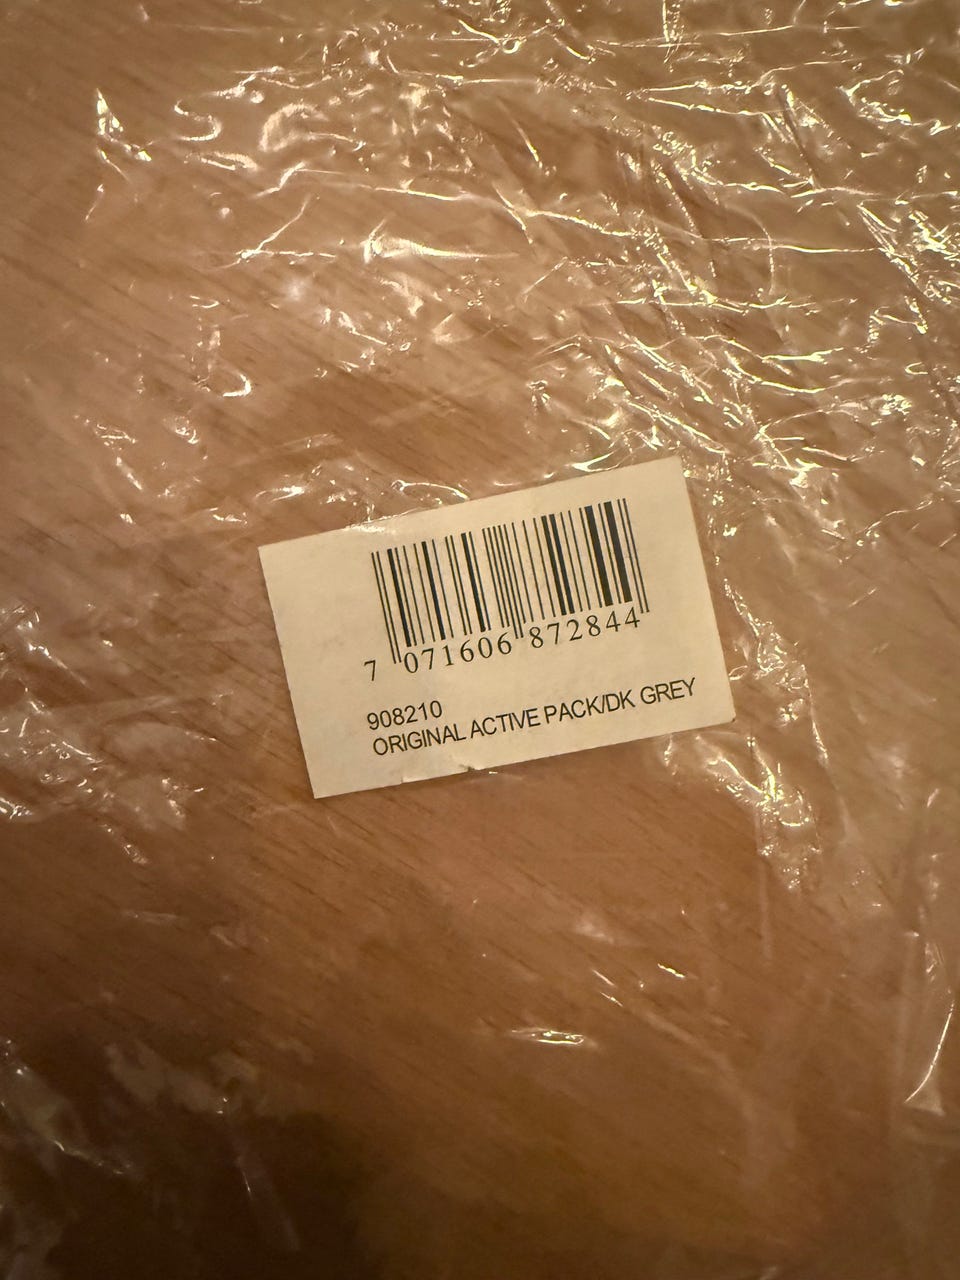 7 071606 872844
908210
ORIGINAL ACTIVE PACK/DK GREY